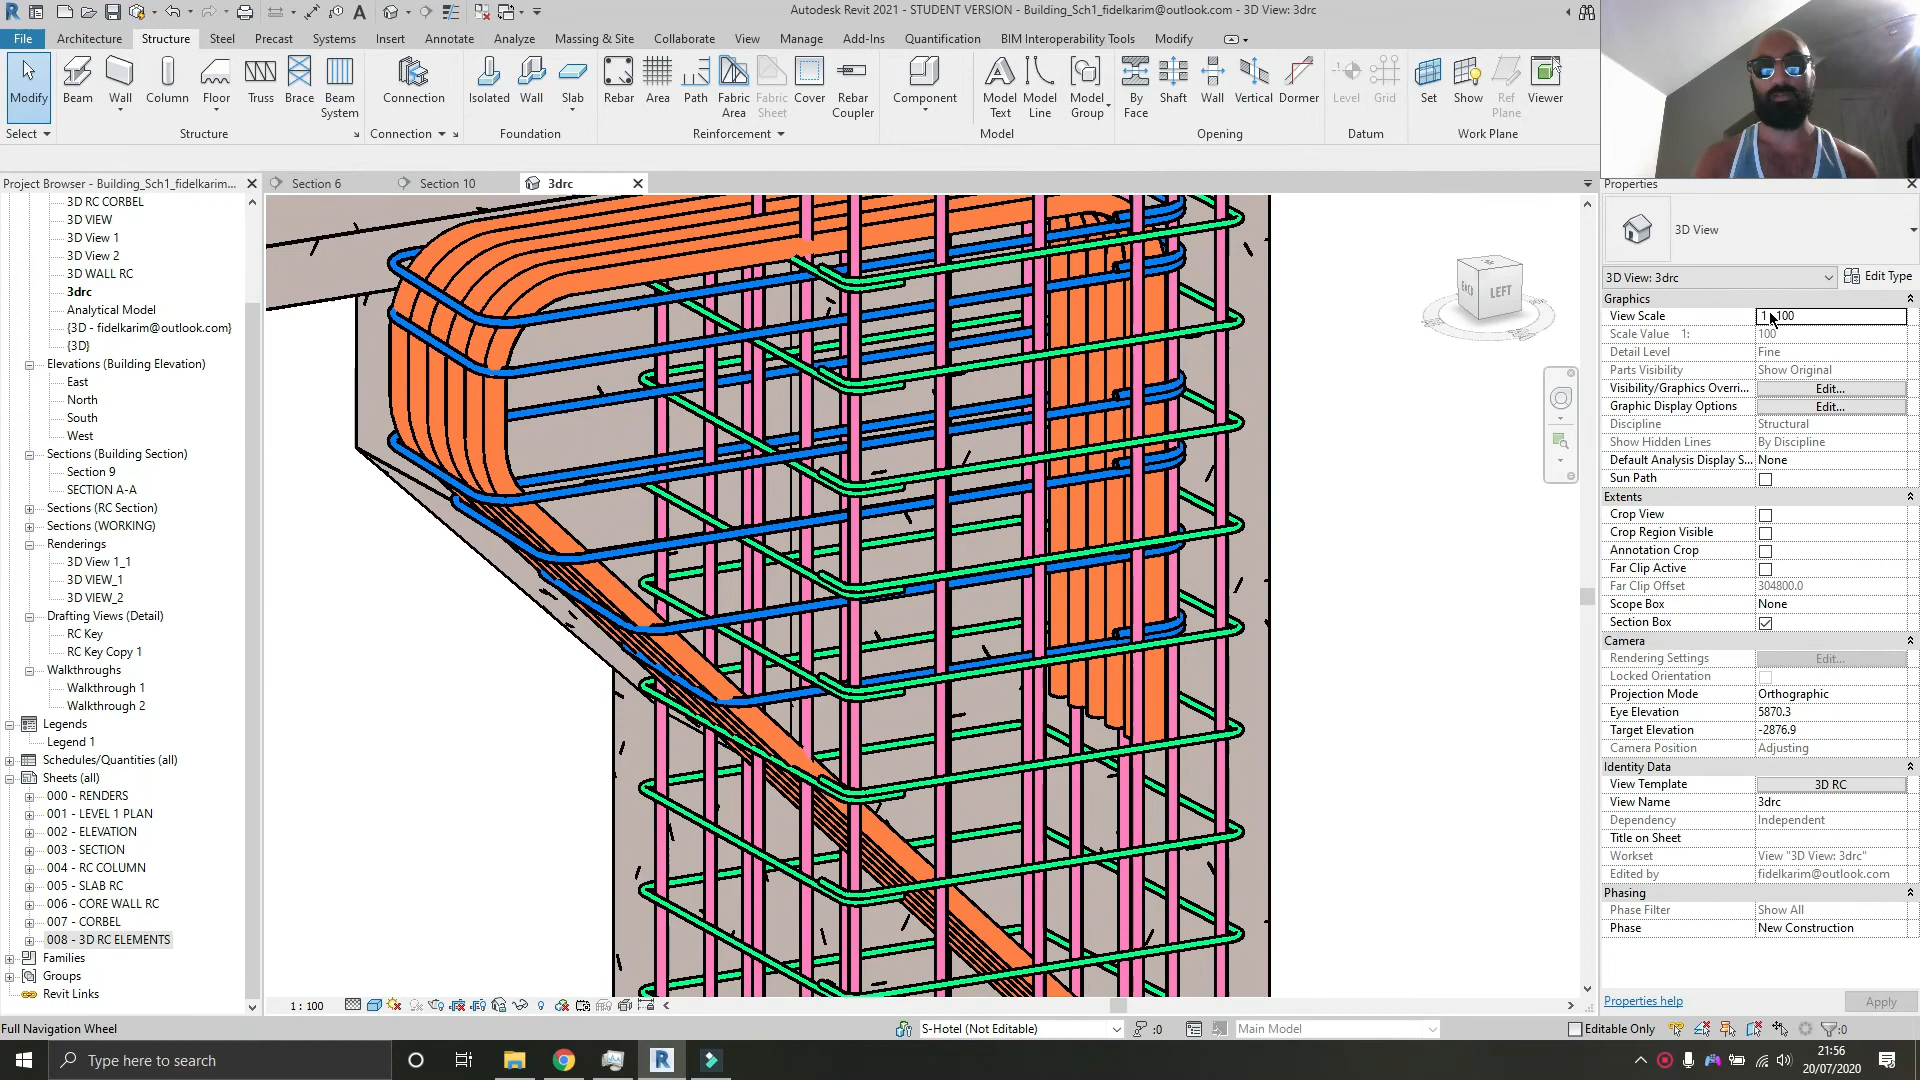 Autodesk Revit 2021 - STUDENT VERSION - Building_Sch1_fidelkarim@outlook.com - 3D View: 3drc
File Architecture Structure Steel Precast Systems Insert Annotate Analyze Massing & Site Collaborate View Manage Add-Ins Quantification BIM Interoperability Tools Modify
Modify Beam Wall Column Floor Truss Brace Beam System Connection Isolated Wall Slab Rebar Area Path Fabric Area Fabric Sheet Cover Rebar Coupler Component Model Text Model Line Model Group By Face Shaft Wall Vertical Dormer Level Grid Set Show Ref Plane Viewer
Select Structure Connection Foundation Reinforcement Model Opening Datum Work Plane
Project Browser - Building_Sch1_fidelkarim...
Section 6 Section 10 3drc
3D RC CORBEL
3D VIEW
3D View 1
3D View 2
3D WALL RC
3drc
Analytical Model
{3D - fidelkarim@outlook.com}
{3D}
Elevations (Building Elevation)
East
North
South
West
Sections (Building Section)
Section 9
SECTION A-A
Sections (RC Section)
Sections (WORKING)
Renderings
3D View 1_1
3D VIEW_1
3D VIEW_2
Drafting Views (Detail)
RC Key
RC Key Copy 1
Walkthroughs
Walkthrough 1
Walkthrough 2
Legends
Legend 1
Schedules/Quantities (all)
Sheets (all)
000 - RENDERS
001 - LEVEL 1 PLAN
002 - ELEVATION
003 - SECTION
004 - RC COLUMN
005 - SLAB RC
006 - CORE WALL RC
007 - CORBEL
008 - 3D RC ELEMENTS
Families
Groups
Revit Links
LEFT
Properties
3D View
3D View: 3drc Edit Type
Graphics
View Scale 1 100
Scale Value 1: 100
Detail Level Fine
Parts Visibility Show Original
Visibility/Graphics Overri... Edit...
Graphic Display Options Edit...
Discipline Structural
Show Hidden Lines By Discipline
Default Analysis Display S... None
Sun Path
Extents
Crop View
Crop Region Visible
Annotation Crop
Far Clip Active
Far Clip Offset 304800.0
Scope Box None
Section Box
Camera
Rendering Settings Edit...
Locked Orientation
Projection Mode Orthographic
Eye Elevation 5870.3
Target Elevation -2876.9
Camera Position Adjusting
Identity Data
View Template 3D RC
View Name 3drc
Dependency Independent
Title on Sheet
Workset View "3D View: 3drc"
Edited by fidelkarim@outlook.com
Phasing
Phase Filter Show All
Phase New Construction
Properties help Apply
1 : 100
Full Navigation Wheel S-Hotel (Not Editable) :0 Main Model Editable Only :0
Type here to search
21:56
20/07/2020